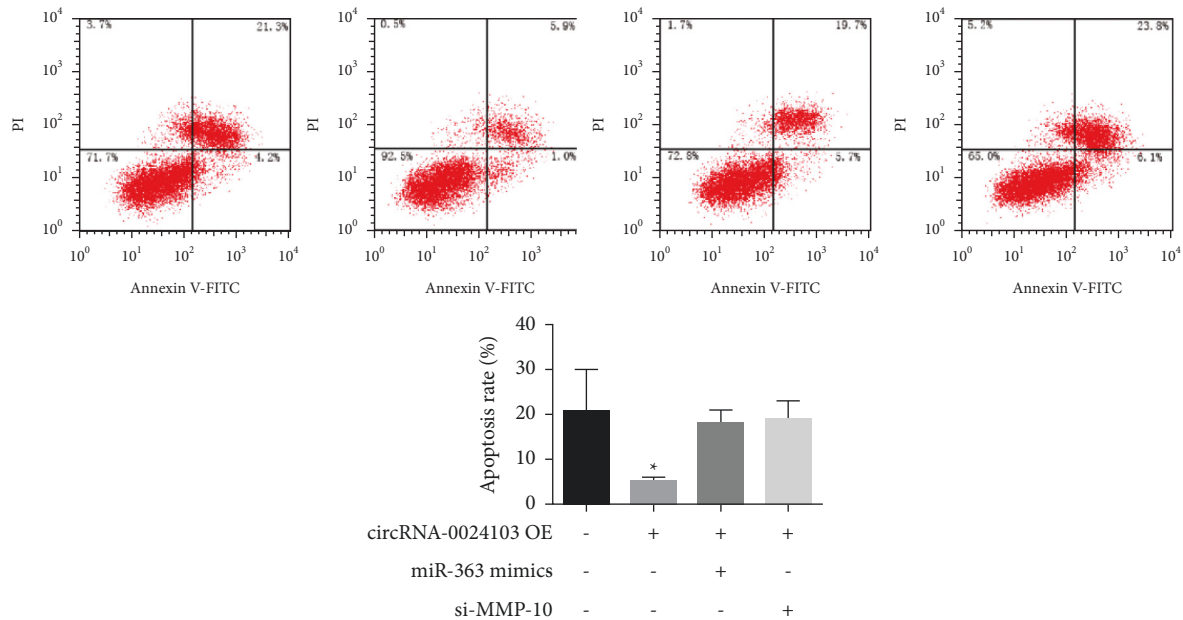 10⁴ 3.7% 21.3%
10³
10²
10¹
10⁰
PI
71.7% 4.2%
10⁰ 10¹ 10² 10³ 10⁴
Annexin V-FITC
10⁴ 0.5% 5.9%
10³
10²
10¹
10⁰
PI
92.5% 1.0%
10⁰ 10¹ 10² 10³
Annexin V-FITC
10⁴ 1.7% 19.7%
10³
10²
10¹
10⁰
PI
72.8% 5.7%
10⁰ 10¹ 10² 10³ 10⁴
Annexin V-FITC
10⁴ 5.2% 23.8%
10³
10²
10¹
10⁰
PI
65.0% 6.1%
10⁰ 10¹ 10² 10³ 10⁴
Annexin V-FITC
Apoptosis rate (%)
40
30
20
10
0
*
circRNA-0024103 OE - + + +
miR-363 mimics - - + -
si-MMP-10 - - - +